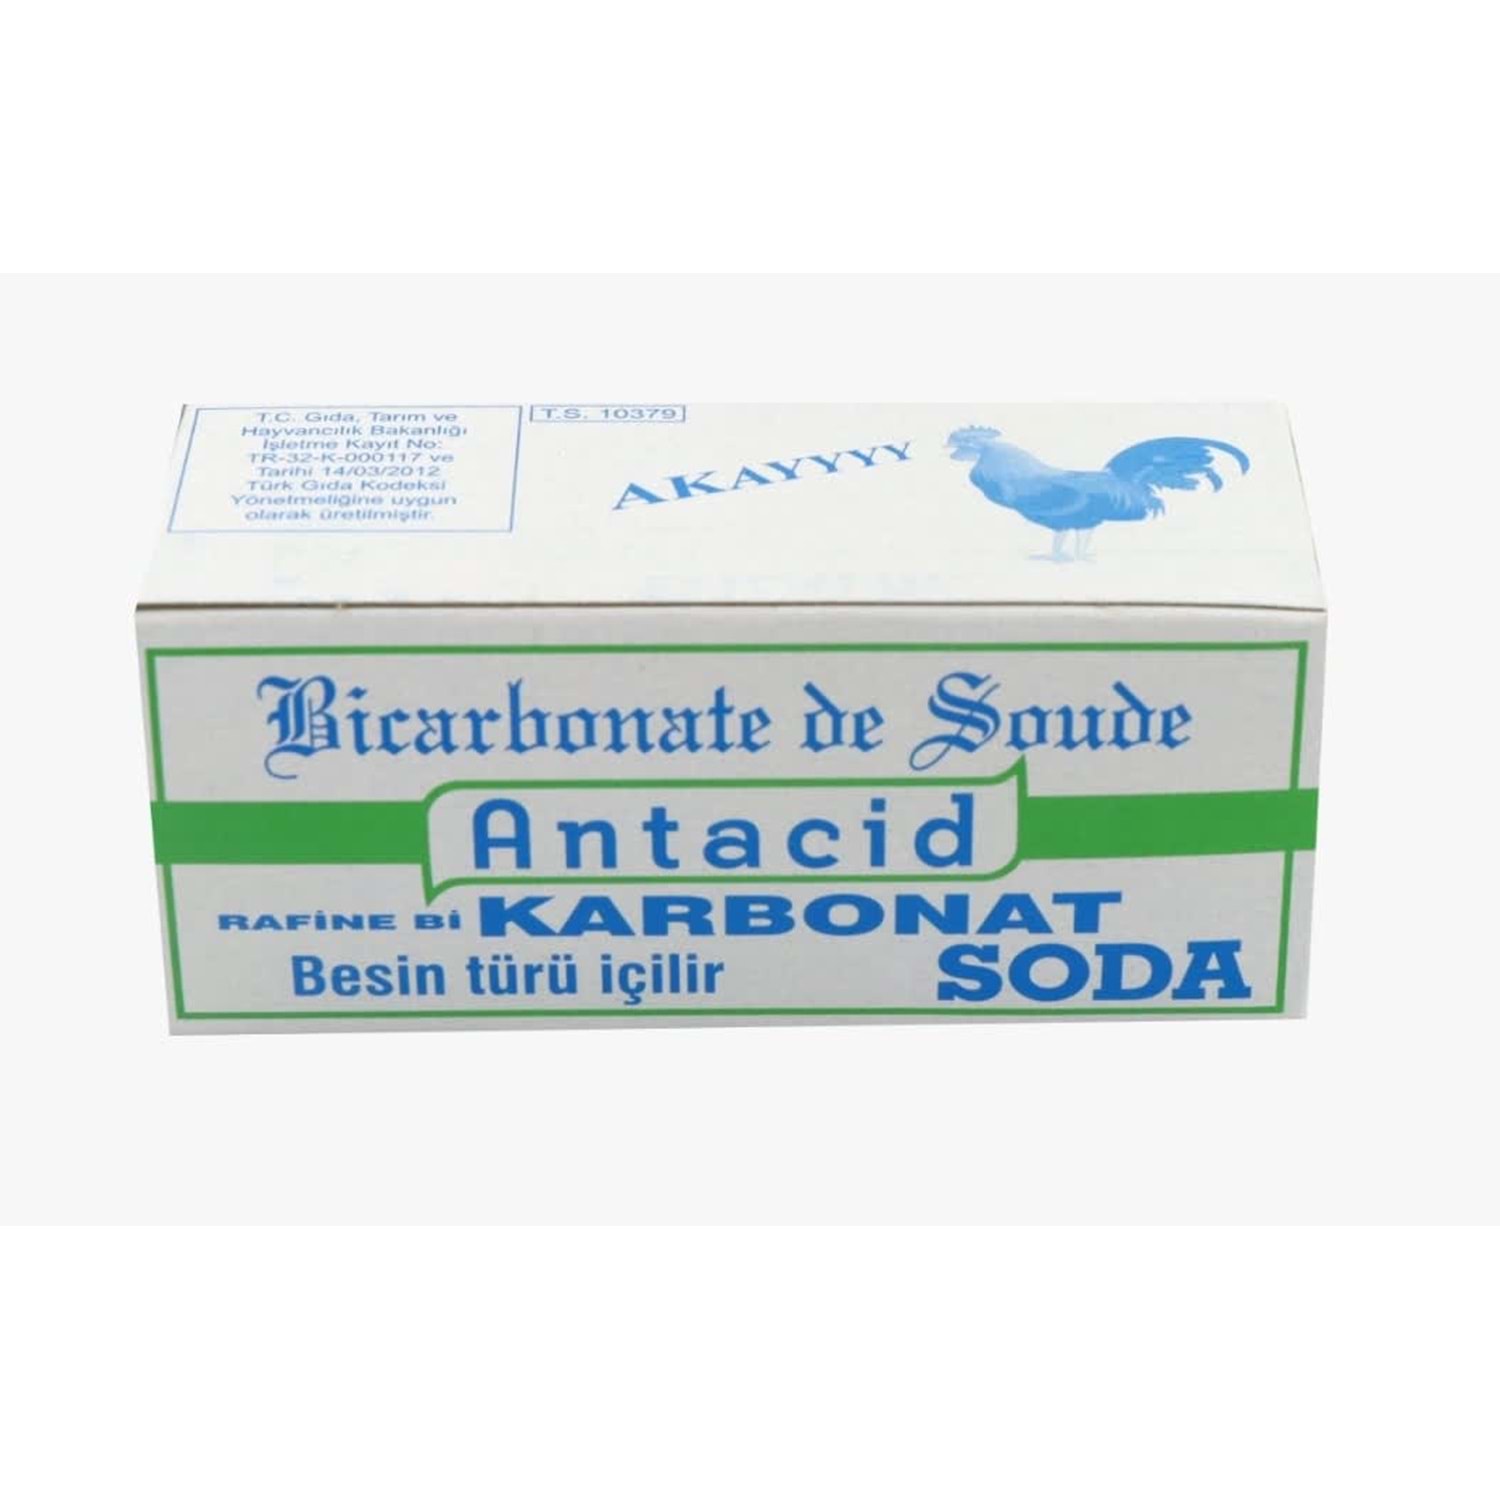 T.C. Gıda, Tarım ve
Hayvancılık Bakanlığı
İşletme Kayıt No:
TR-32-K-000117 ve
Tarihi 14/03/2012
Türk Gıda Kodeksi
Yönetmeliğine uygun
olarak üretilmiştir.
T.S. 10379
AKAYYYY
Bicarbonate de Soude
Antacid
RAFİNE Bİ KARBONAT
SODA
Besin türü içilir